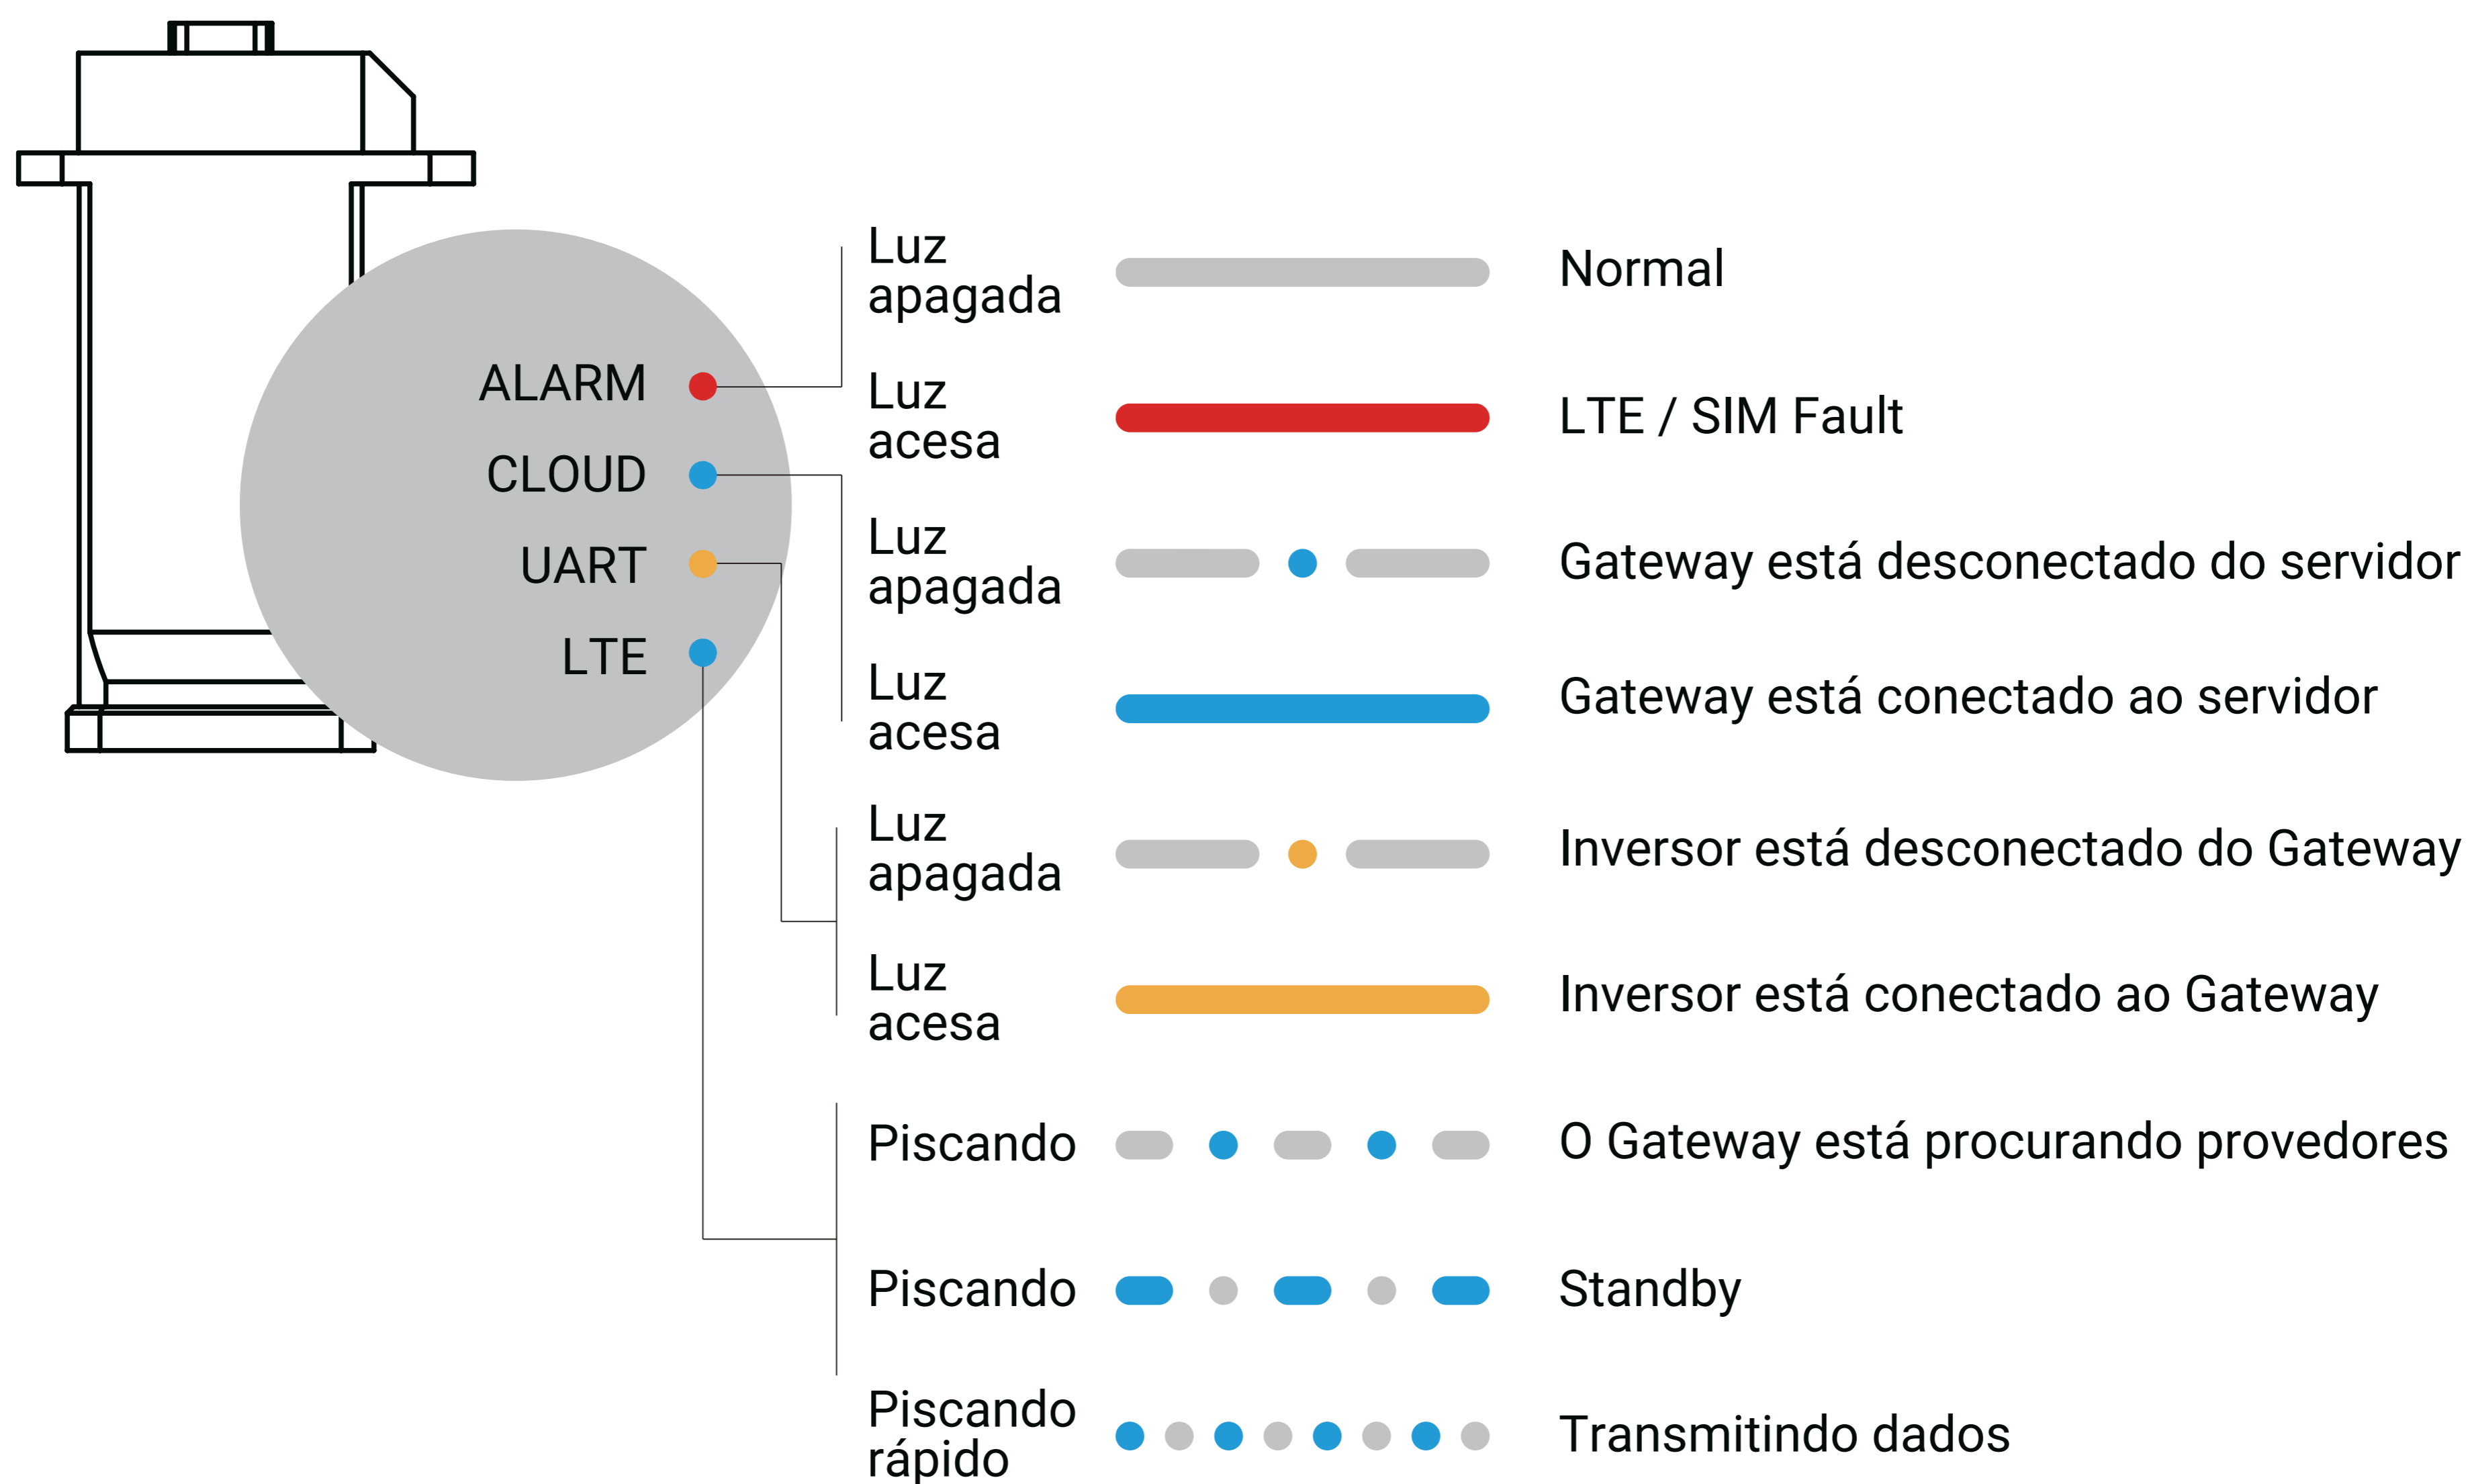 ALARM
CLOUD
UART
LTE
Luz
apagada
Normal
Luz
acesa
LTE / SIM Fault
Luz
apagada
Gateway está desconectado do servidor
Luz
acesa
Gateway está conectado ao servidor
Luz
apagada
Inversor está desconectado do Gateway
Luz
acesa
Inversor está conectado ao Gateway
Piscando
O Gateway está procurando provedores
Piscando
Standby
Piscando
rápido
Transmitindo dados